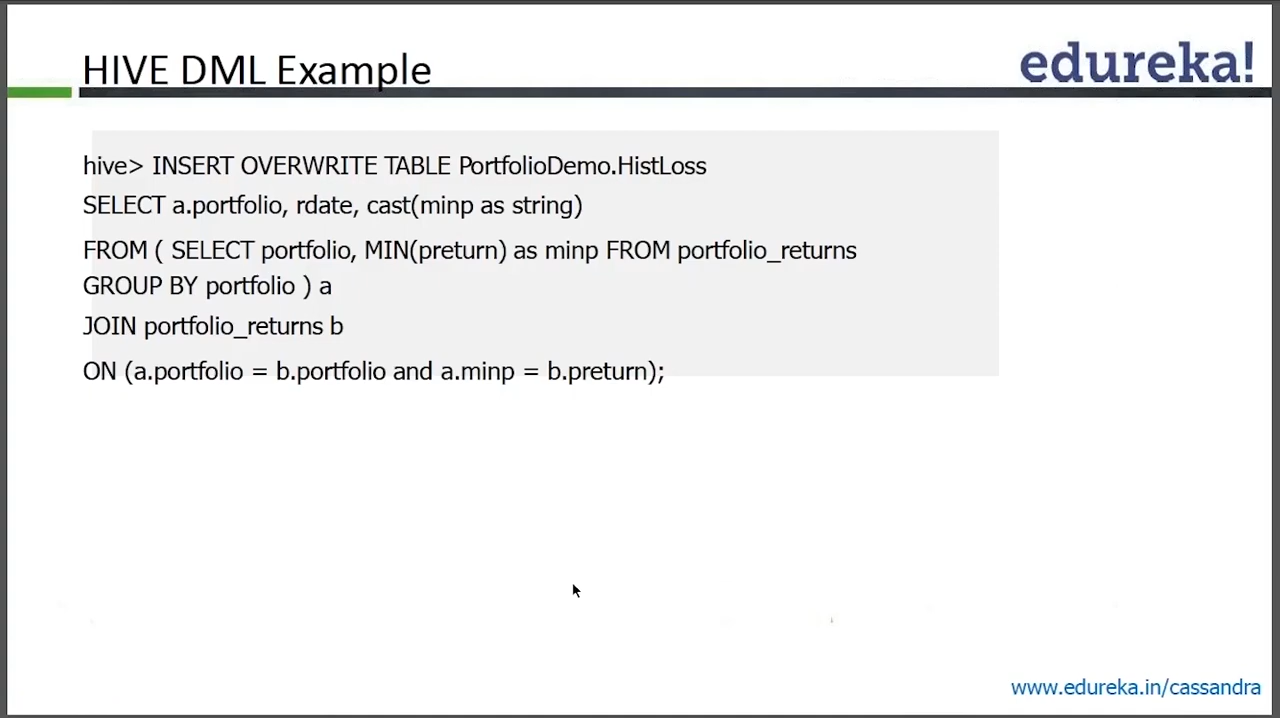 HIVE DML Example
edureka!
hive> INSERT OVERWRITE TABLE PortfolioDemo.HistLoss
SELECT a.portfolio, rdate, cast(minp as string)
FROM ( SELECT portfolio, MIN(preturn) as minp FROM portfolio_returns
GROUP BY portfolio ) a
JOIN portfolio_returns b
ON (a.portfolio = b.portfolio and a.minp = b.preturn);
www.edureka.in/cassandra